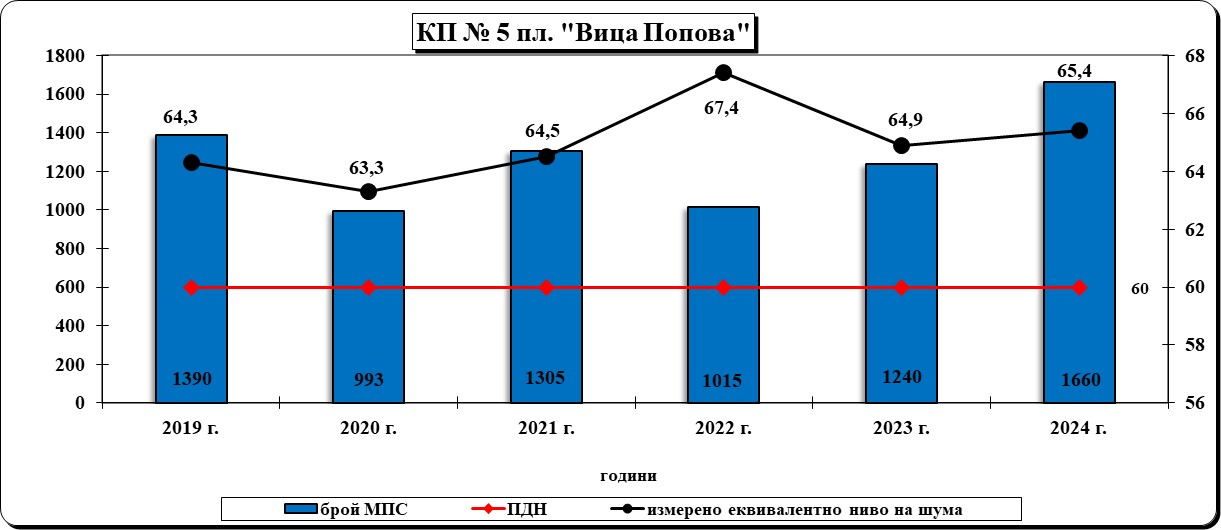 КП № 5 пл. "Вица Попова"
1800
1600
1400
1200
1000
800
600
400
200
0
68
66
64
62
60
58
56
64,3
63,3
64,5
67,4
64,9
65,4
60
1390
993
1305
1015
1240
1660
2019 г.
2020 г.
2021 г.
2022 г.
2023 г.
2024 г.
години
брой МПС
ПДН
измерено еквивалентно ниво на шума